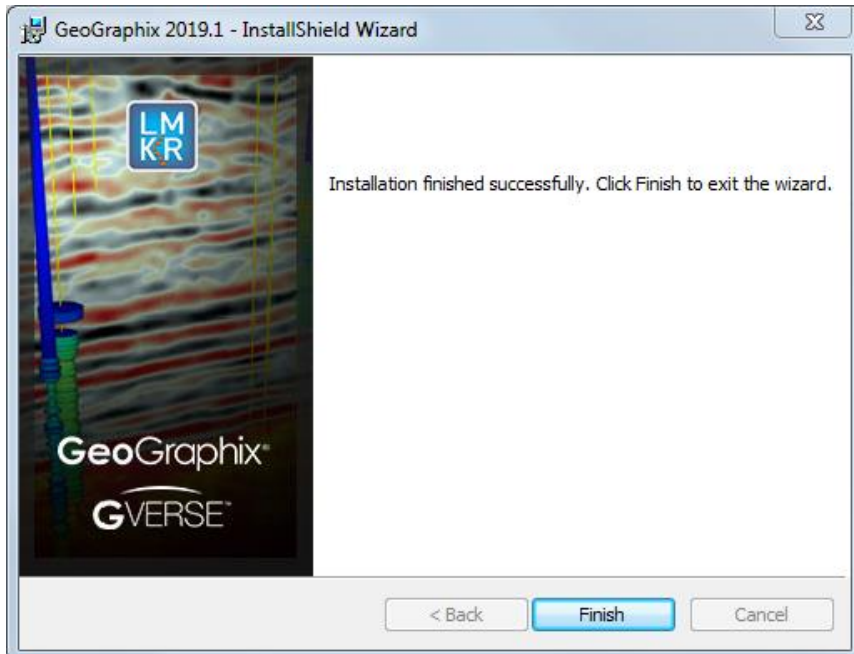 GeoGraphix 2019.1 - InstallShield Wizard
LM
KR
Installation finished successfully. Click Finish to exit the wizard.
GeoGraphix®
GVERSE™
< Back
Finish
Cancel